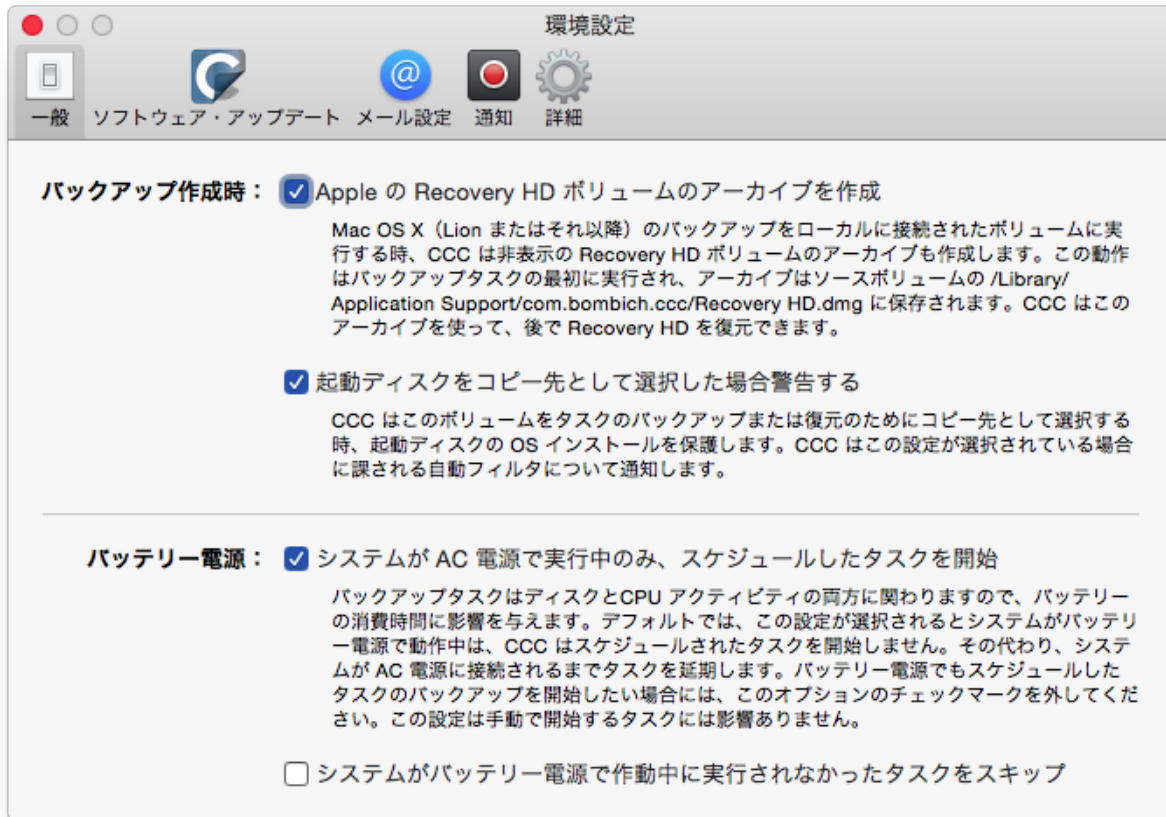 環境設定
一般 ソフトウェア・アップデート メール設定 通知 詳細
バックアップ作成時： Apple の Recovery HD ボリュームのアーカイブを作成
Mac OS X（Lion またはそれ以降）のバックアップをローカルに接続されたボリュームに実
行する時、CCC は非表示の Recovery HD ボリュームのアーカイブも作成します。この動作
はバックアップタスクの最初に実行され、アーカイブはソースボリュームの /Library/
Application Support/com.bombich.ccc/Recovery HD.dmg に保存されます。CCC はこの
アーカイブを使って、後で Recovery HD を復元できます。
起動ディスクをコピー先として選択した場合警告する
CCC はこのボリュームをタスクのバックアップまたは復元のためにコピー先として選択する
時、起動ディスクの OS インストールを保護します。CCC はこの設定が選択されている場合
に課される自動フィルタについて通知します。
バッテリー電源： システムが AC 電源で実行中のみ、スケジュールしたタスクを開始
バックアップタスクはディスクとCPU アクティビティの両方に関わりますので、バッテリー
の消費時間に影響を与えます。デフォルトでは、この設定が選択されるとシステムがバッテリ
ー電源で動作中は、CCC はスケジュールされたタスクを開始しません。その代わり、システ
ムが AC 電源に接続されるまでタスクを延期します。バッテリー電源でもスケジュールした
タスクのバックアップを開始したい場合には、このオプションのチェックマークを外してくだ
さい。この設定は手動で開始するタスクには影響ありません。
システムがバッテリー電源で作動中に実行されなかったタスクをスキップ